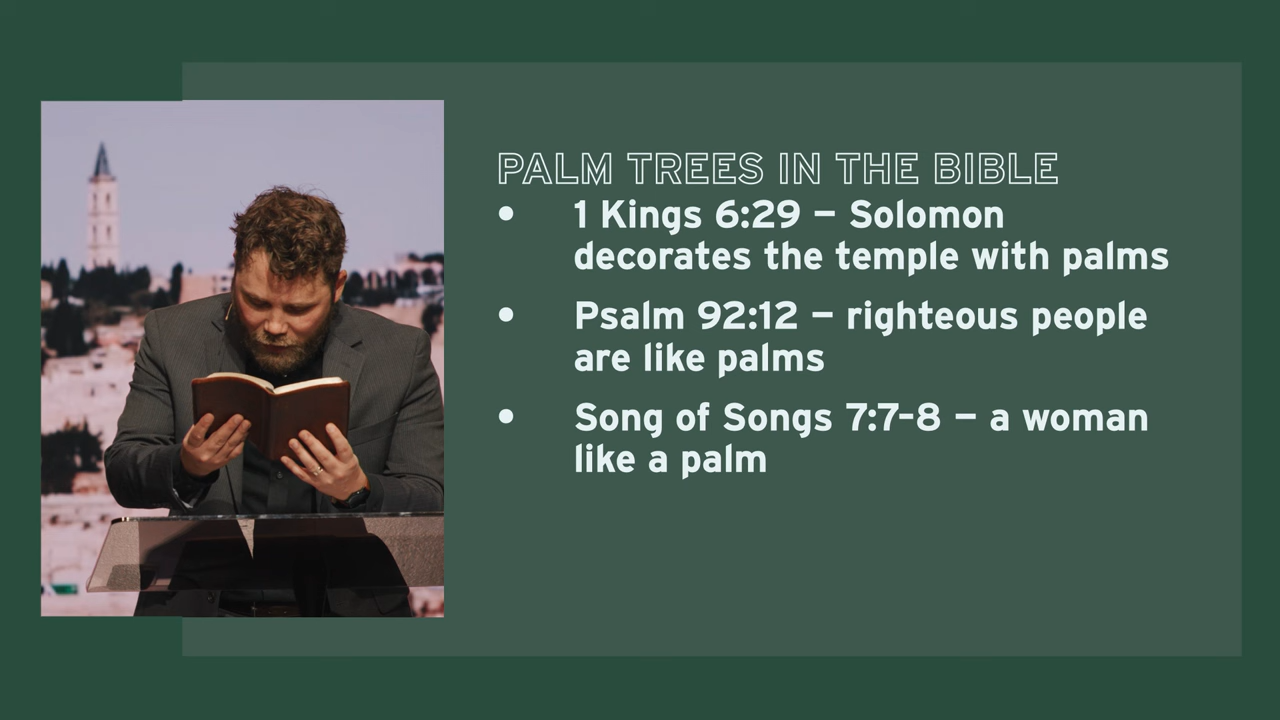 PALM TREES IN THE BIBLE
• 1 Kings 6:29 – Solomon
decorates the temple with palms
• Psalm 92:12 – righteous people
are like palms
• Song of Songs 7:7-8 – a woman
like a palm